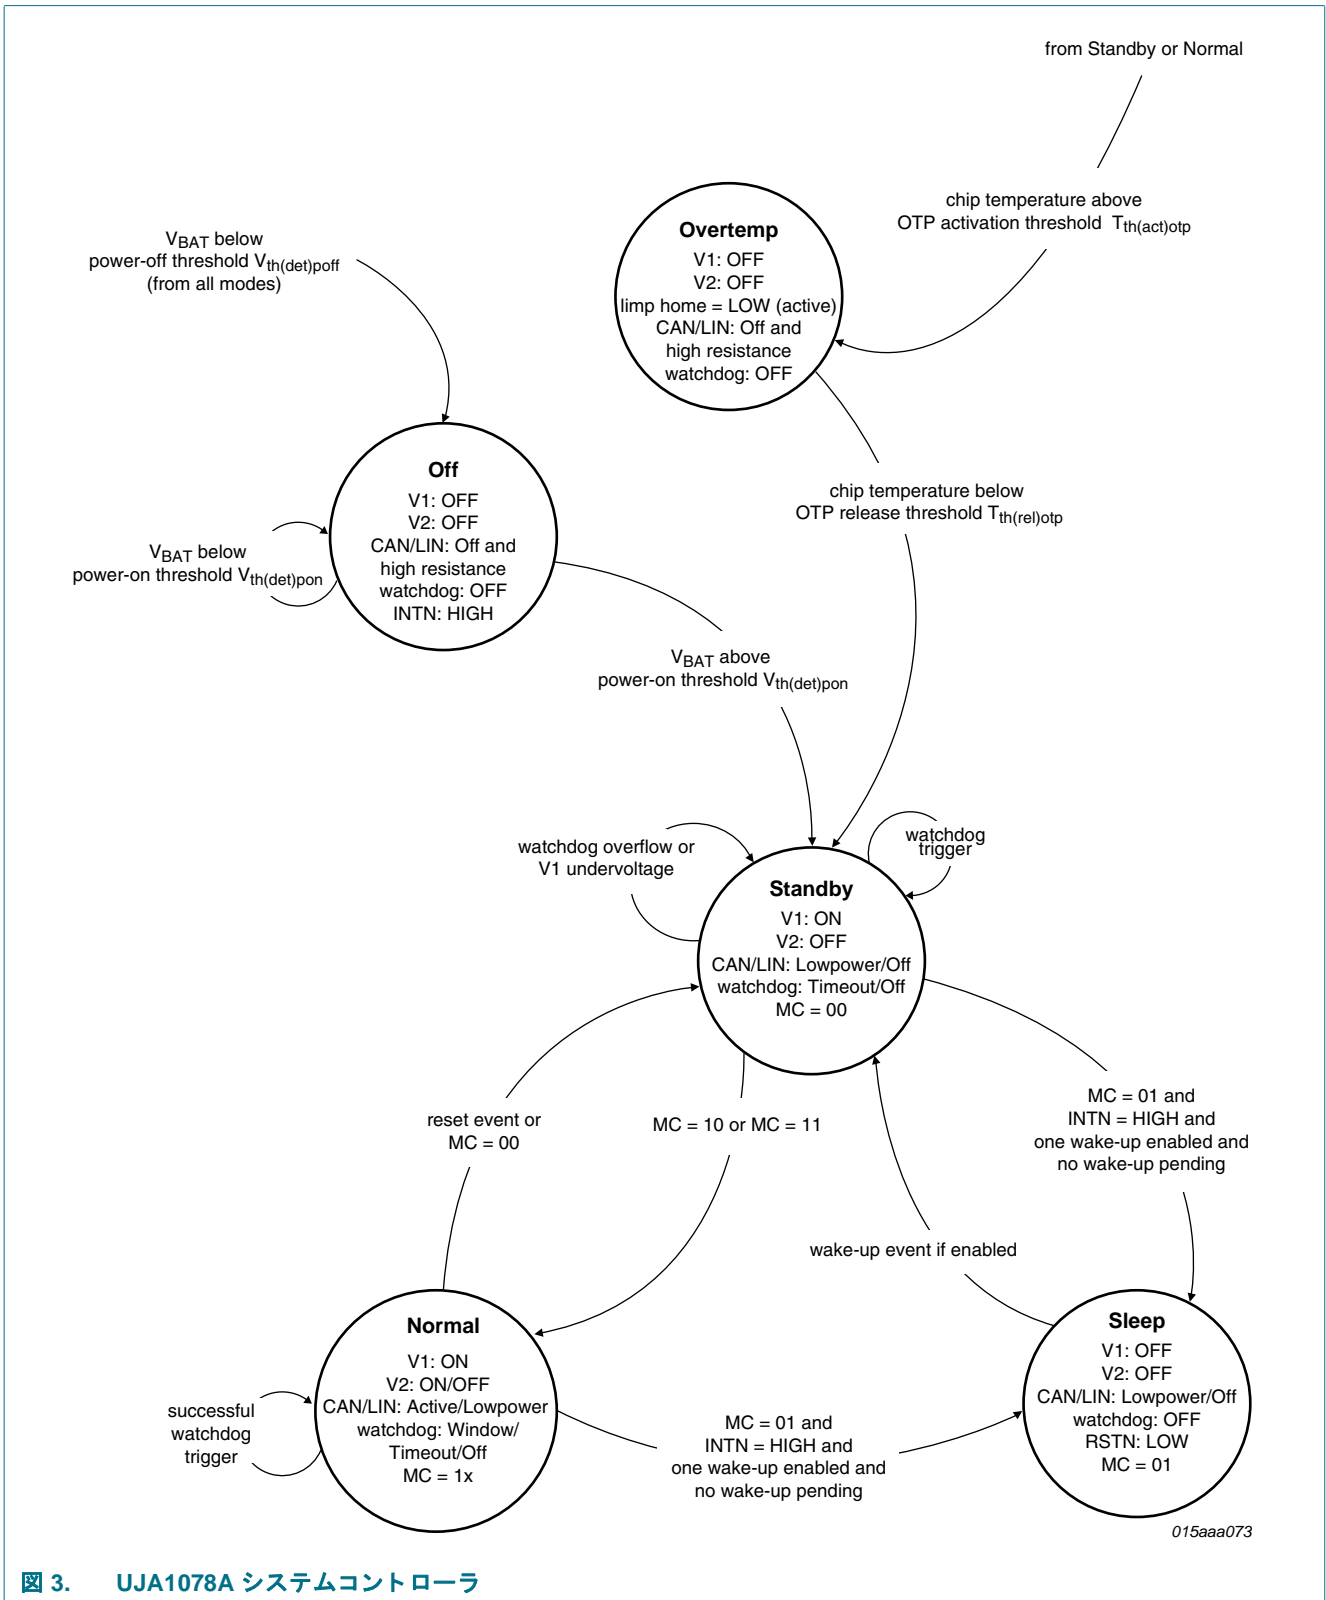 from Standby or Normal
chip temperature above
OTP activation threshold Tth(act)otp
Overtemp
V1: OFF
V2: OFF
limp home = LOW (active)
CAN/LIN: Off and
high resistance
watchdog: OFF
VBAT below
power-off threshold Vth(det)poff
(from all modes)
Off
V1: OFF
V2: OFF
CAN/LIN: Off and
high resistance
watchdog: OFF
INTN: HIGH
VBAT below
power-on threshold Vth(det)pon
chip temperature below
OTP release threshold Tth(rel)otp
VBAT above
power-on threshold Vth(det)pon
watchdog overflow or
V1 undervoltage
watchdog
trigger
Standby
V1: ON
V2: OFF
CAN/LIN: Lowpower/Off
watchdog: Timeout/Off
MC = 00
reset event or
MC = 00
MC = 10 or MC = 11
MC = 01 and
INTN = HIGH and
one wake-up enabled and
no wake-up pending
wake-up event if enabled
Normal
V1: ON
V2: ON/OFF
CAN/LIN: Active/Lowpower
watchdog: Window/
Timeout/Off
MC = 1x
successful
watchdog
trigger
MC = 01 and
INTN = HIGH and
one wake-up enabled and
no wake-up pending
Sleep
V1: OFF
V2: OFF
CAN/LIN: Lowpower/Off
watchdog: OFF
RSTN: LOW
MC = 01
015aaa073
図 3. UJA1078A システムコントローラ